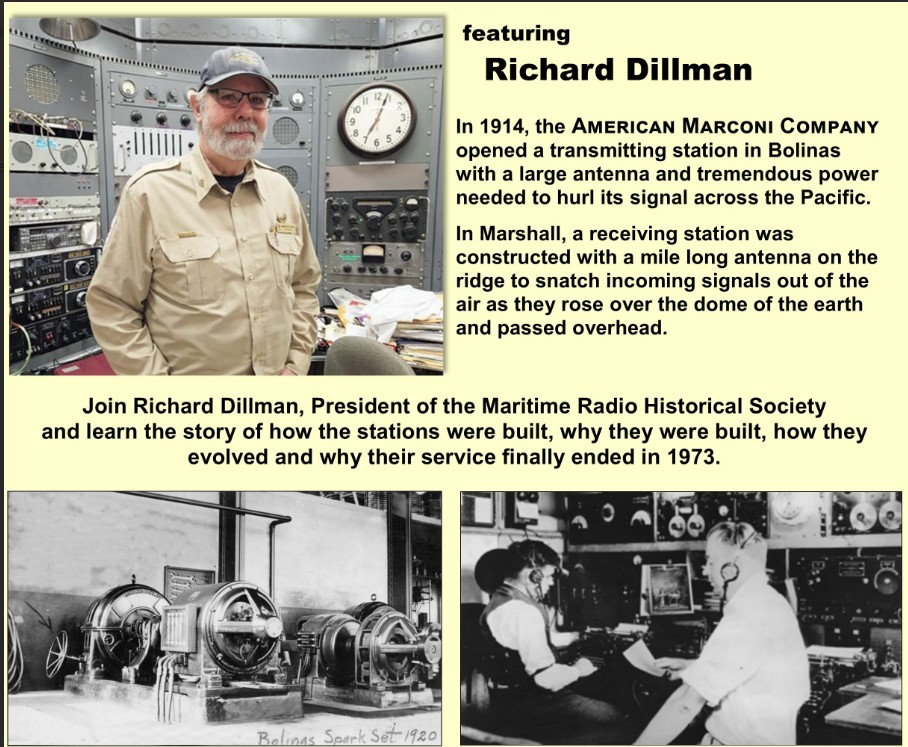 featuring
Richard Dillman
In 1914, the AMERICAN MARCONI COMPANY
opened a transmitting station in Bolinas
with a large antenna and tremendous power
needed to hurl its signal across the Pacific.
In Marshall, a receiving station was
constructed with a mile long antenna on the
ridge to snatch incoming signals out of the
air as they rose over the dome of the earth
and passed overhead.
Join Richard Dillman, President of the Maritime Radio Historical Society
and learn the story of how the stations were built, why they were built, how they
evolved and why their service finally ended in 1973.
Bolinas Spark Set 1920